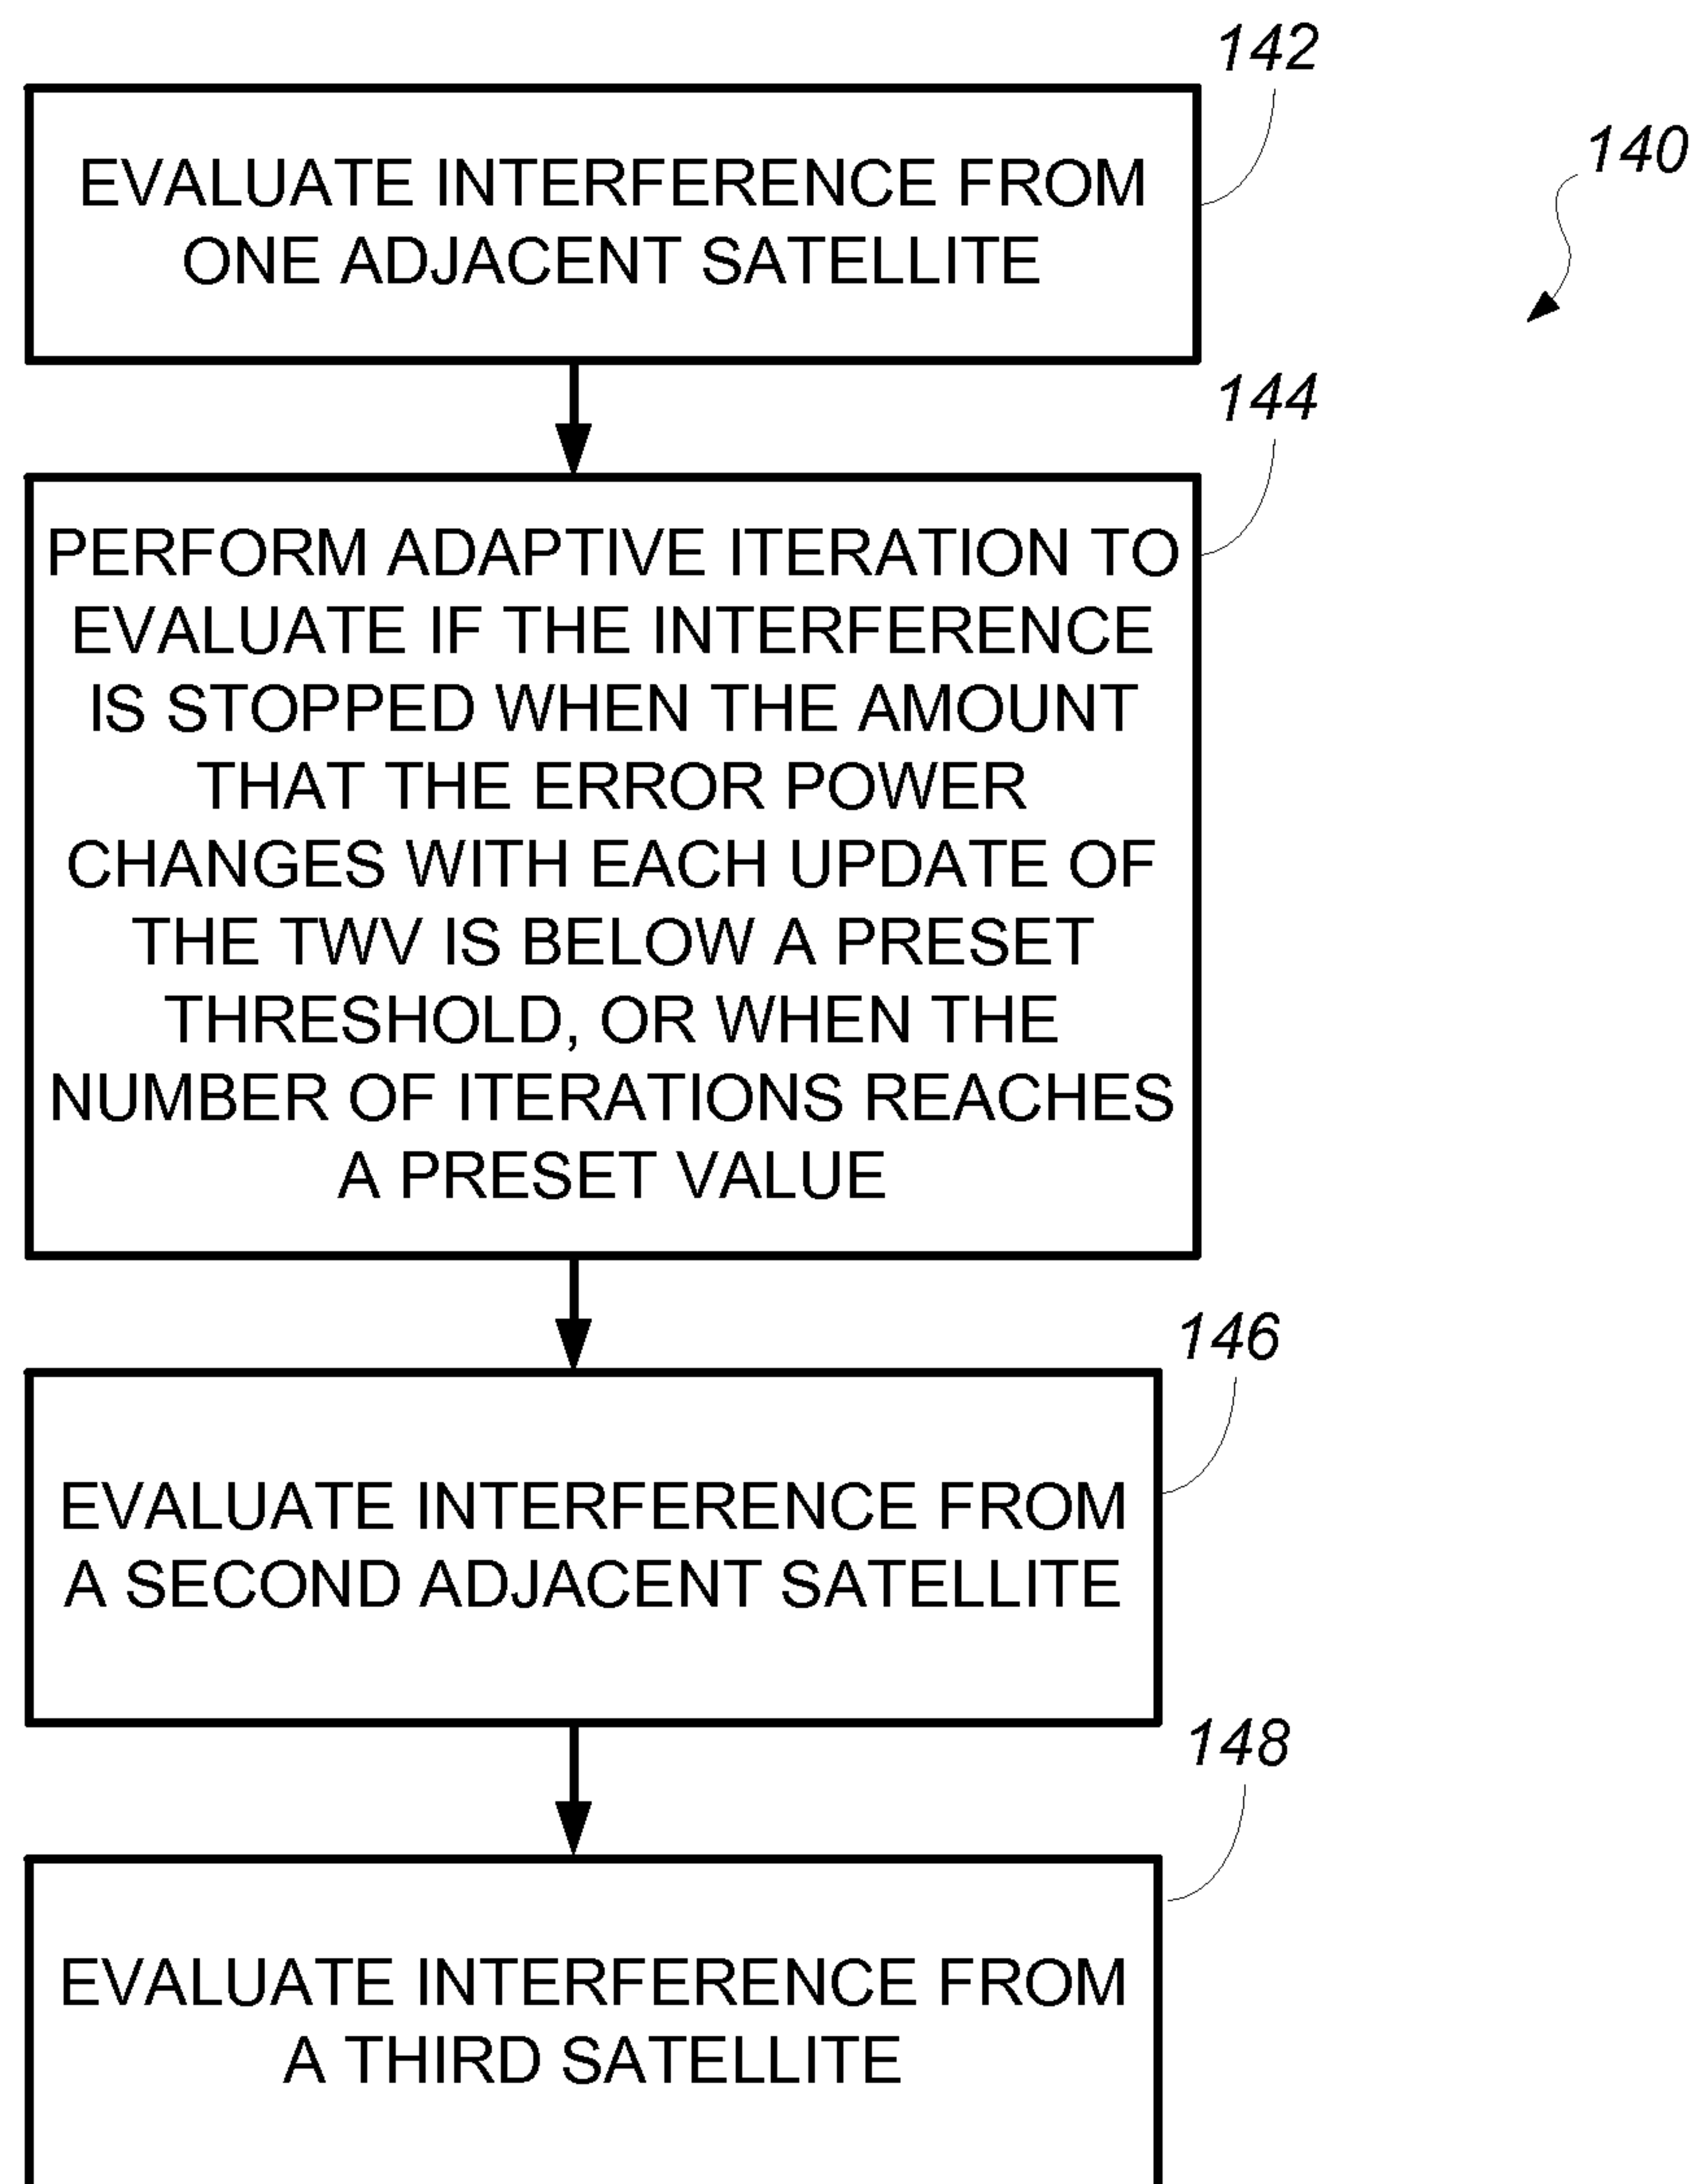 142
140
EVALUATE INTERFERENCE FROM
ONE ADJACENT SATELLITE
144
PERFORM ADAPTIVE ITERATION TO
EVALUATE IF THE INTERFERENCE
IS STOPPED WHEN THE AMOUNT
THAT THE ERROR POWER
CHANGES WITH EACH UPDATE OF
THE TWV IS BELOW A PRESET
THRESHOLD, OR WHEN THE
NUMBER OF ITERATIONS REACHES
A PRESET VALUE
146
EVALUATE INTERFERENCE FROM
A SECOND ADJACENT SATELLITE
148
EVALUATE INTERFERENCE FROM
A THIRD SATELLITE